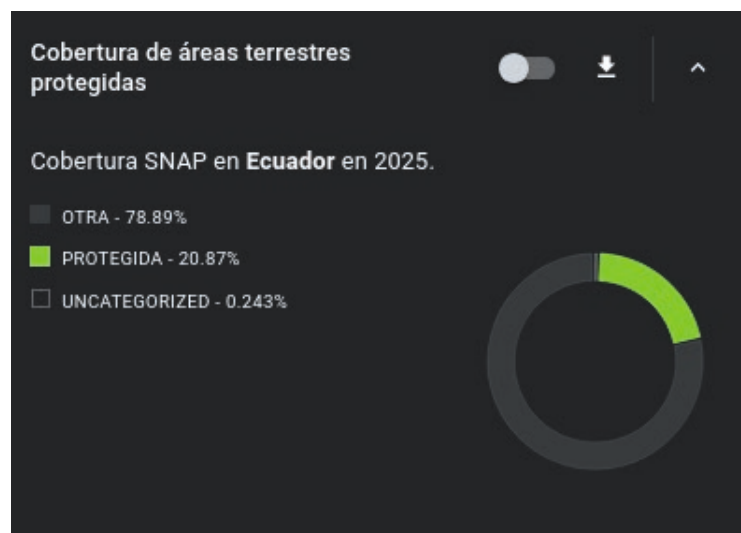 Cobertura de áreas terrestres
protegidas
Cobertura SNAP en Ecuador en 2025.
OTRA - 78.89%
PROTEGIDA - 20.87%
UNCATEGORIZED - 0.243%